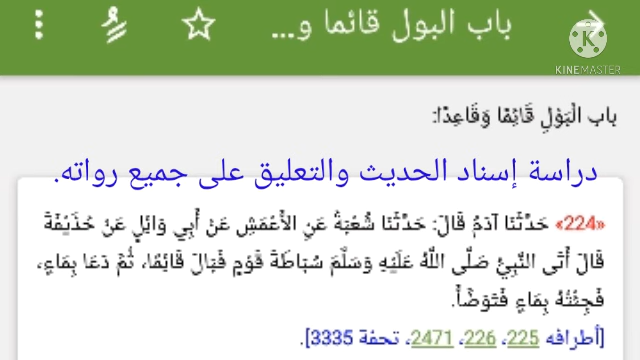 باب البول قائما و...
KINEMASTER
باب الْبَوْلِ قَائِمًا وَقَاعِدًا:
دراسة إسناد الحديث والتعليق على جميع رواته.
«224» حَدَّثَنَا آدَمُ قَالَ: حَدَّثَنَا شُعْبَةُ عَنِ الأَعْمَشِ عَنْ أَبِي وَائِلٍ عَنْ حُذَيْفَةَ
قَالَ أَتَى النَّبِيُّ صَلَّى اللَّهُ عَلَيْهِ وَسَلَّمَ سُبَاطَةَ قَوْمٍ فَبَالَ قَائِمًا، ثُمَّ دَعَا بِمَاءٍ،
فَجِئْتُهُ بِمَاءٍ فَتَوَضَّأَ.
[أطرافه 225، 226، 2471، تحفة 3335].